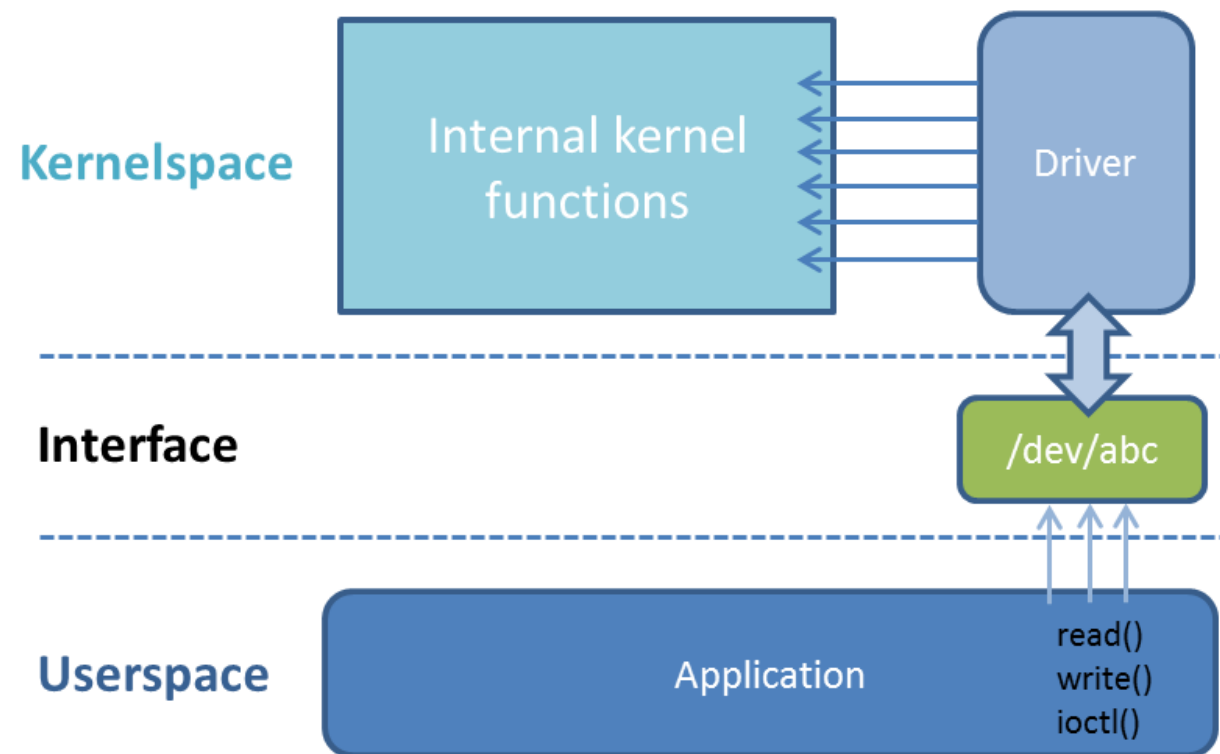 Kernelspace
Internal kernel
functions
Driver
Interface
/dev/abc
Userspace
Application
read()
write()
ioctl()